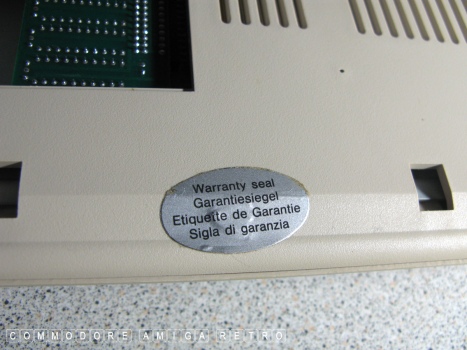 Warranty seal
Garantiesiegel
Etiquette de Garantie
Sigla di garanzia
COMMODORE AMIGA RETRO